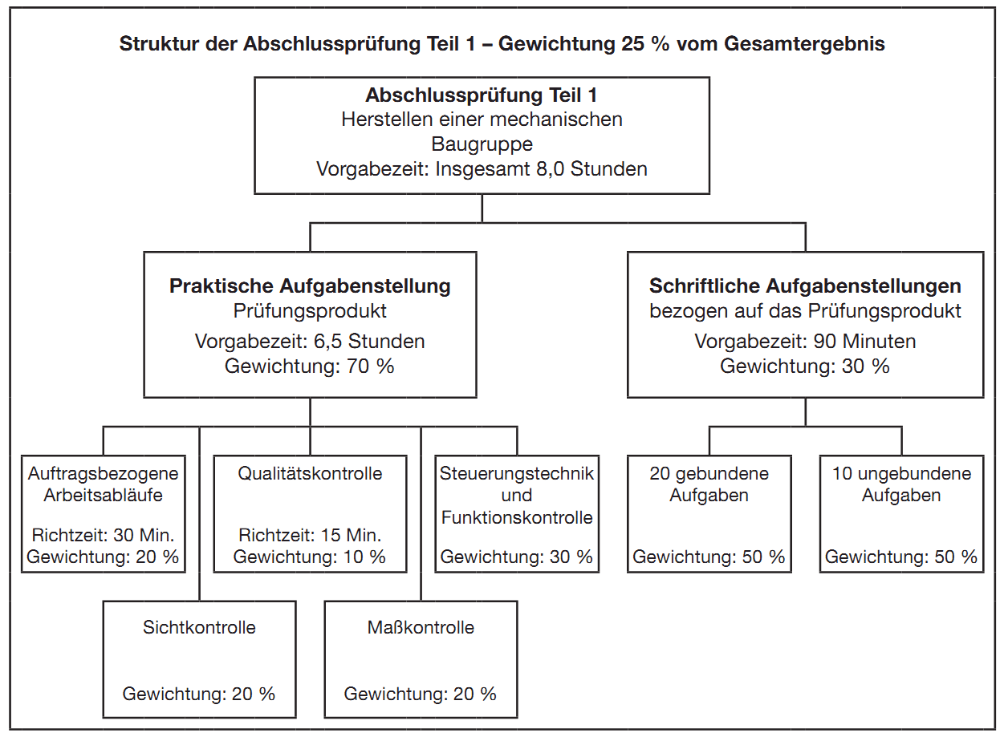 Struktur der Abschlussprüfung Teil 1 – Gewichtung 25 % vom Gesamtergebnis
Abschlussprüfung Teil 1
Herstellen einer mechanischen
Baugruppe
Vorgabezeit: Insgesamt 8,0 Stunden
Praktische Aufgabenstellung
Prüfungsprodukt
Vorgabezeit: 6,5 Stunden
Gewichtung: 70 %
Schriftliche Aufgabenstellungen
bezogen auf das Prüfungsprodukt
Vorgabezeit: 90 Minuten
Gewichtung: 30 %
Auftragsbezogene
Arbeitsabläufe
Richtzeit: 30 Min.
Gewichtung: 20 %
Qualitätskontrolle
Richtzeit: 15 Min.
Gewichtung: 10 %
Steuerungstechnik
und
Funktionskontrolle
Gewichtung: 30 %
20 gebundene
Aufgaben
Gewichtung: 50 %
10 ungebundene
Aufgaben
Gewichtung: 50 %
Sichtkontrolle
Gewichtung: 20 %
Maßkontrolle
Gewichtung: 20 %